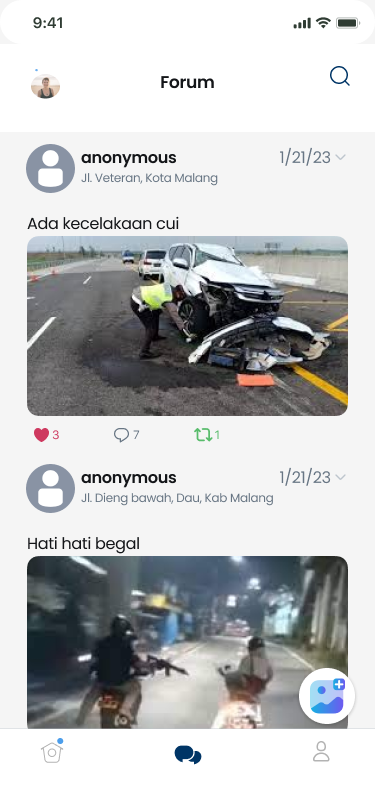 9:41
Forum
anonymous
1/21/23
Jl. Veteran, Kota Malang
Ada kecelakaan cui
3
7
1
anonymous
1/21/23
Jl. Dieng bawah, Dau, Kab Malang
Hati hati begal